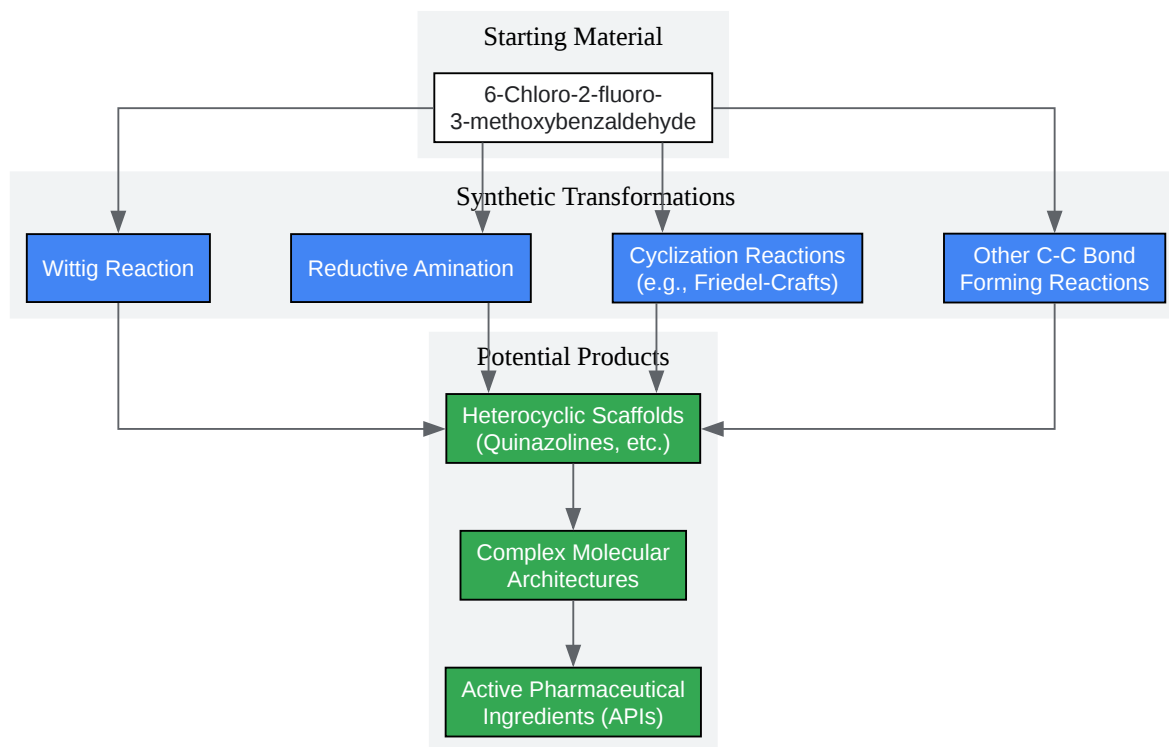 Starting Material
6-Chloro-2-fluoro-
3-methoxybenzaldehyde
Synthetic Transformations
Wittig Reaction
Reductive Amination
Cyclization Reactions
(e.g., Friedel-Crafts)
Other C-C Bond
Forming Reactions
Potential Products
Heterocyclic Scaffolds
(Quinazolines, etc.)
Complex Molecular
Architectures
Active Pharmaceutical
Ingredients (APIs)